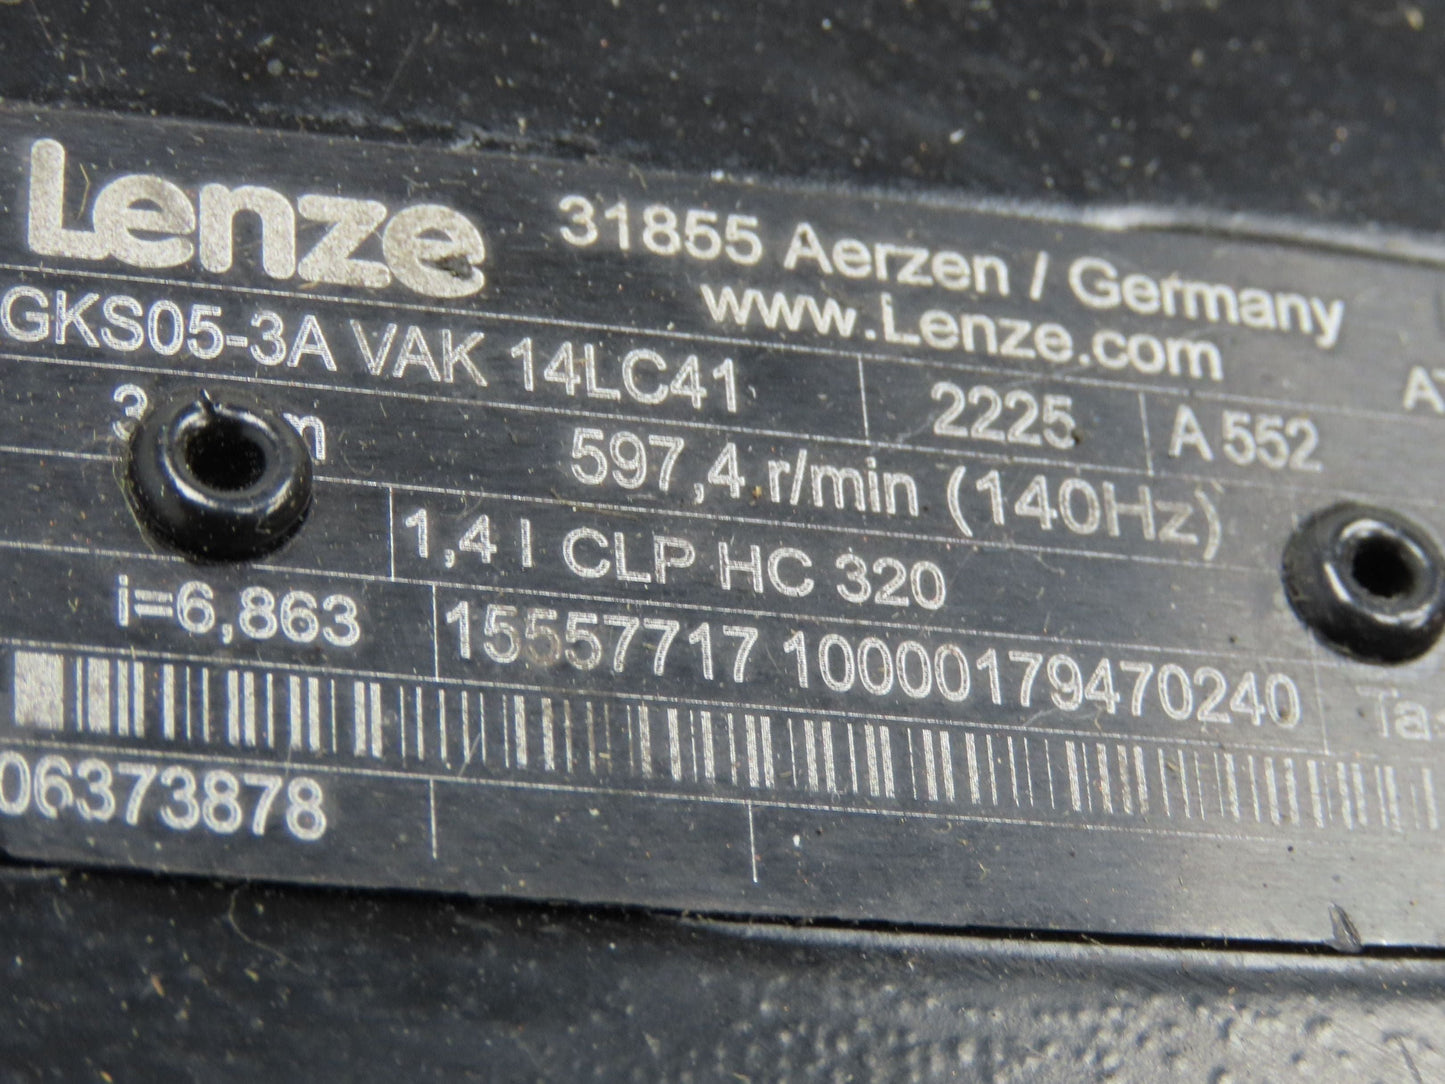 Lenze
31855 Aerzen / Germany
www.Lenze.com
GKS05-3A VAK 14LC41 2225 A 552
597,4 r/min (140Hz)
1,4 l CLP HC 320
i=6,863 15557717 10000179470240
06373878